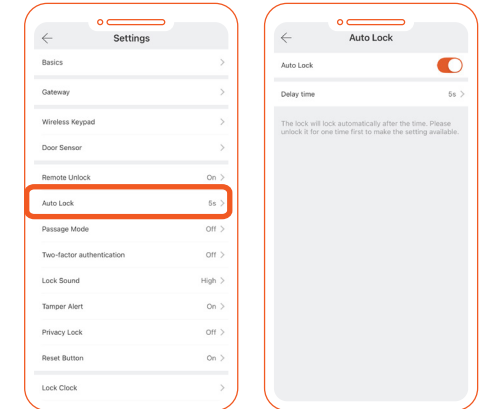 Settings
Basics
Gateway
Wireless Keypad
Door Sensor
Remote Unlock On
Auto Lock 5s
Passage Mode Off
Two-factor authentication Off
Lock Sound High
Tamper Alert On
Privacy Lock Off
Reset Button On
Lock Clock
Auto Lock
Auto Lock
Delay time 5s
The lock will lock automatically after the time. Please
unlock it for one time first to make the setting available.